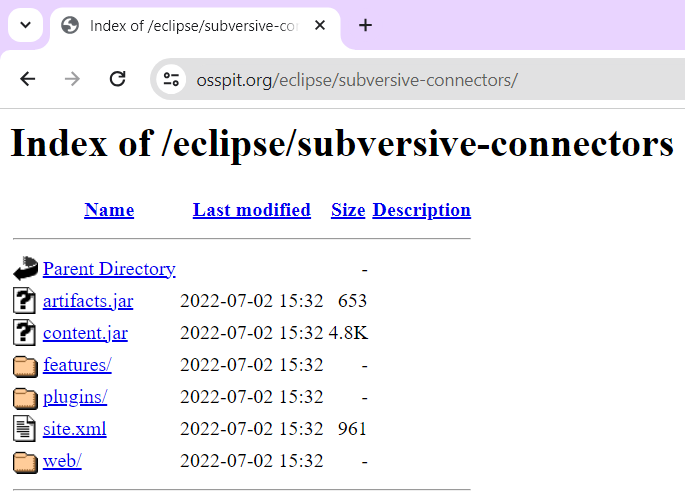 Index of /eclipse/subversive-co
osspit.org/eclipse/subversive-connectors/
Index of /eclipse/subversive-connectors
Name Last modified Size Description
Parent Directory -
artifacts.jar 2022-07-02 15:32 653
content.jar 2022-07-02 15:32 4.8K
features/ 2022-07-02 15:32 -
plugins/ 2022-07-02 15:32 -
site.xml 2022-07-02 15:32 961
web/ 2022-07-02 15:32 -